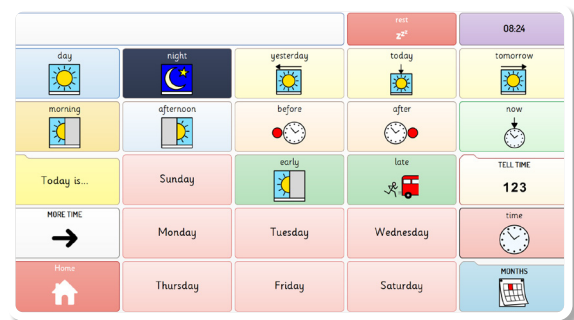 rest
zzz
08:24
day
night
yesterday
today
tomorrow
morning
afternoon
before
after
now
Today is...
Sunday
early
late
TELL TIME
123
MORE TIME
Monday
Tuesday
Wednesday
time
Home
Thursday
Friday
Saturday
MONTHS